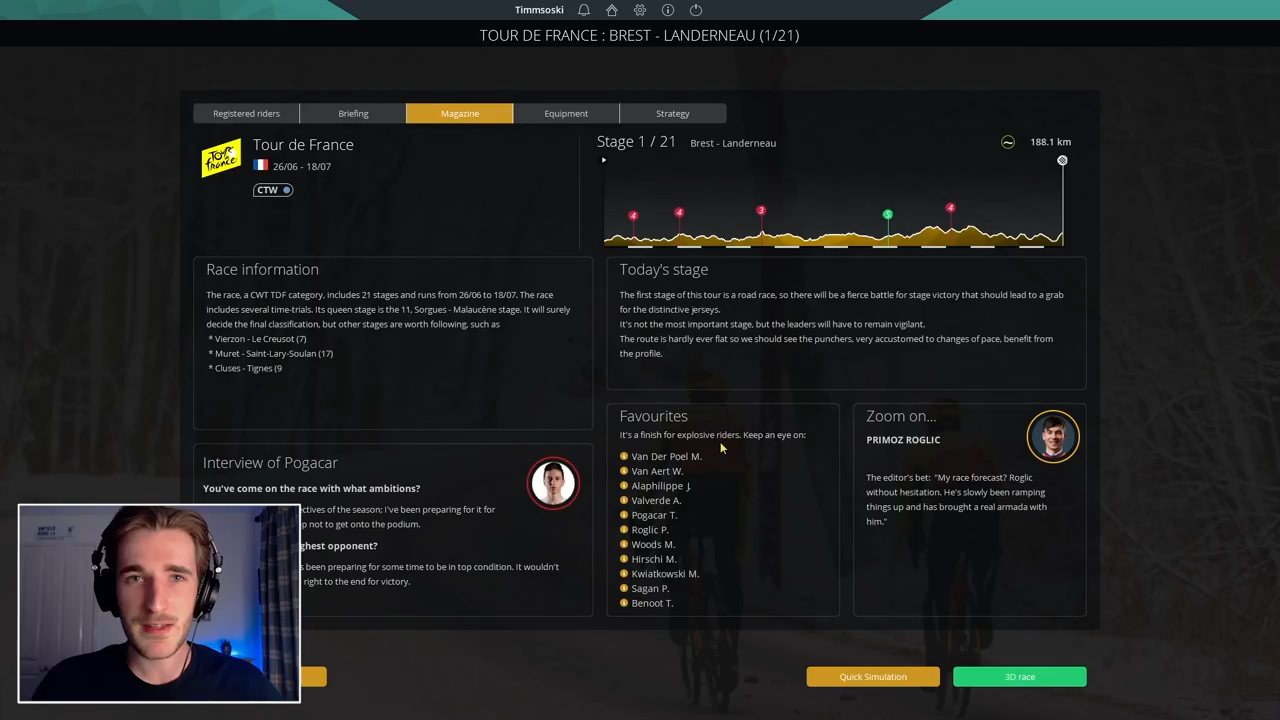 Timmsoski
TOUR DE FRANCE : BREST - LANDERNEAU (1/21)
Registered riders
Briefing
Magazine
Equipment
Strategy
TOUR
france
Tour de France
26/06 - 18/07
CTW
Stage 1 / 21
Brest - Landerneau
188.1 km
4
4
3
S
4
Race information
The race, a CWT TDF category, includes 21 stages and runs from 26/06 to 18/07. The race
includes several time-trials. Its queen stage is the 11, Sorgues - Malaucène stage. It will surely
decide the final classification, but other stages are worth following, such as
* Vierzon - Le Creusot (7)
* Muret - Saint-Lary-Soulan (17)
* Cluses - Tignes (9
Today's stage
The first stage of this tour is a road race, so there will be a fierce battle for stage victory that should lead to a grab
for the distinctive jerseys.
It's not the most important stage, but the leaders will have to remain vigilant.
The route is hardly ever flat so we should see the punchers, very accustomed to changes of pace, benefit from
the profile.
Interview of Pogacar
You've come on the race with what ambitions?
ectives of the season; I've been preparing for it for
p not to get onto the podium.
ghest opponent?
s been preparing for some time to be in top condition. It wouldn't
right to the end for victory.
Favourites
It's a finish for explosive riders. Keep an eye on:
Van Der Poel M.
Van Aert W.
Alaphilippe J.
Valverde A.
Pogacar T.
Roglic P.
Woods M.
Hirschi M.
Kwiatkowski M.
Sagan P.
Benoot T.
Zoom on...
PRIMOZ ROGLIC
The editor's bet: "My race forecast? Roglic
without hesitation. He's slowly been ramping
things up and has brought a real armada with
him."
Quick Simulation
3D race